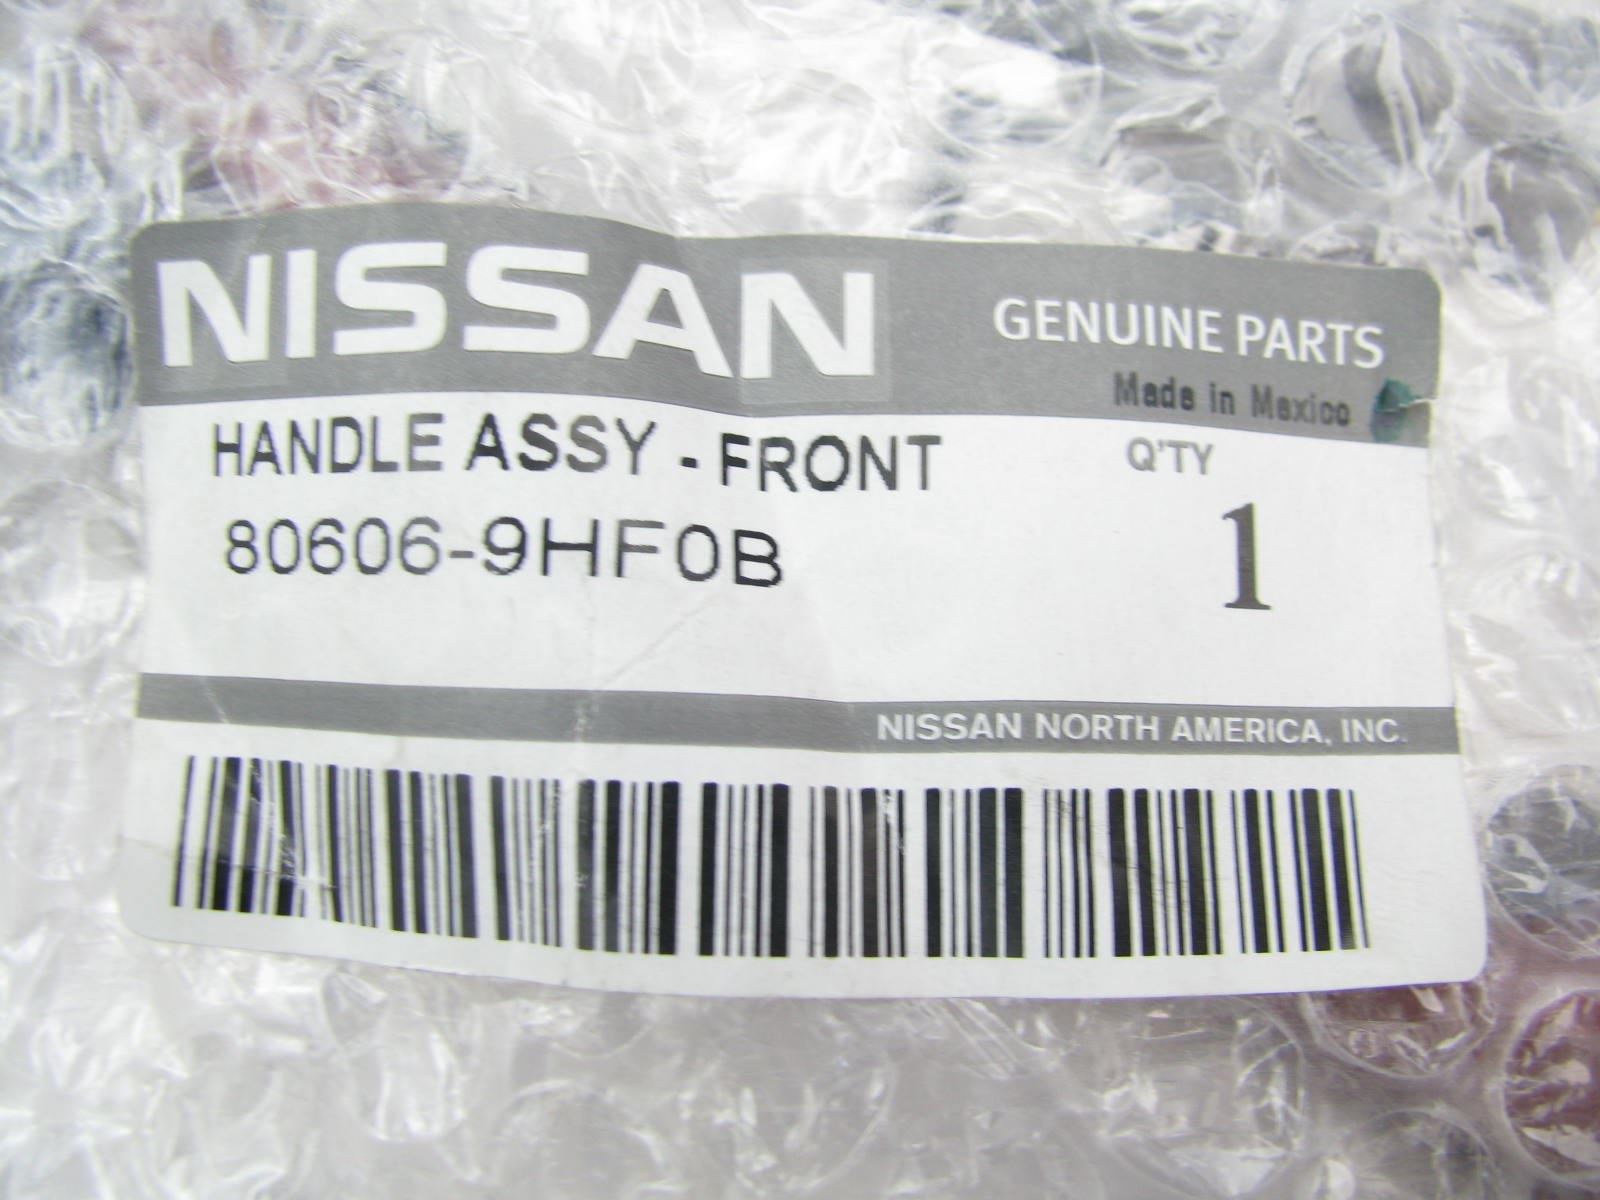 NISSAN
GENUINE PARTS
Made in Mexico
HANDLE ASSY - FRONT
Q'TY
80606-9HF0B
1
NISSAN NORTH AMERICA, INC.